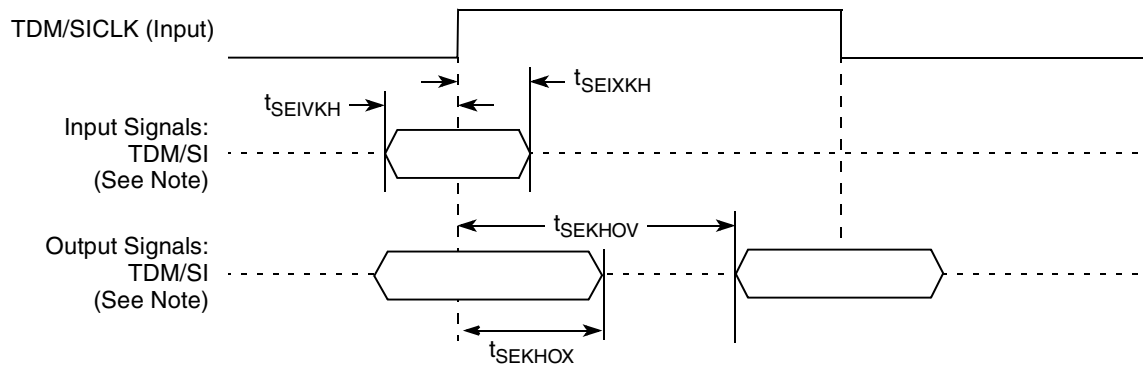 TDM/SICLK (Input)
tSEIXKH
tSEIVKH
Input Signals:
TDM/SI
(See Note)
tSEKHOV
Output Signals:
TDM/SI
(See Note)
tSEKHOX